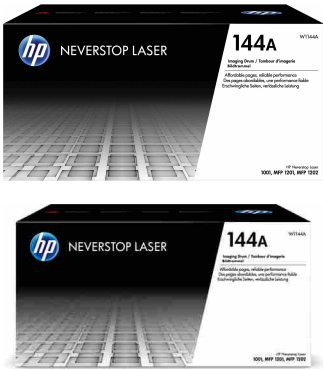 hp
NEVERSTOP LASER
144A
W1144A
Imaging Drum / Tambour d'imagerie
Bildtrommel
Affordable pages, reliable performance
Des pages abordables, une performance fiable
Erschwingliche Seiten, verlässliche Leistung
HP Neverstop Laser
1001, MFP 1201, MFP 1202
hp
NEVERSTOP LASER
144A
W1144A
Imaging Drum / Tambour d'imagerie
Bildtrommel
Affordable pages, reliable performance
Des pages abordables, une performance fiable
Erschwingliche Seiten, verlässliche Leistung
HP Neverstop Laser
1001, MFP 1201, MFP 1202